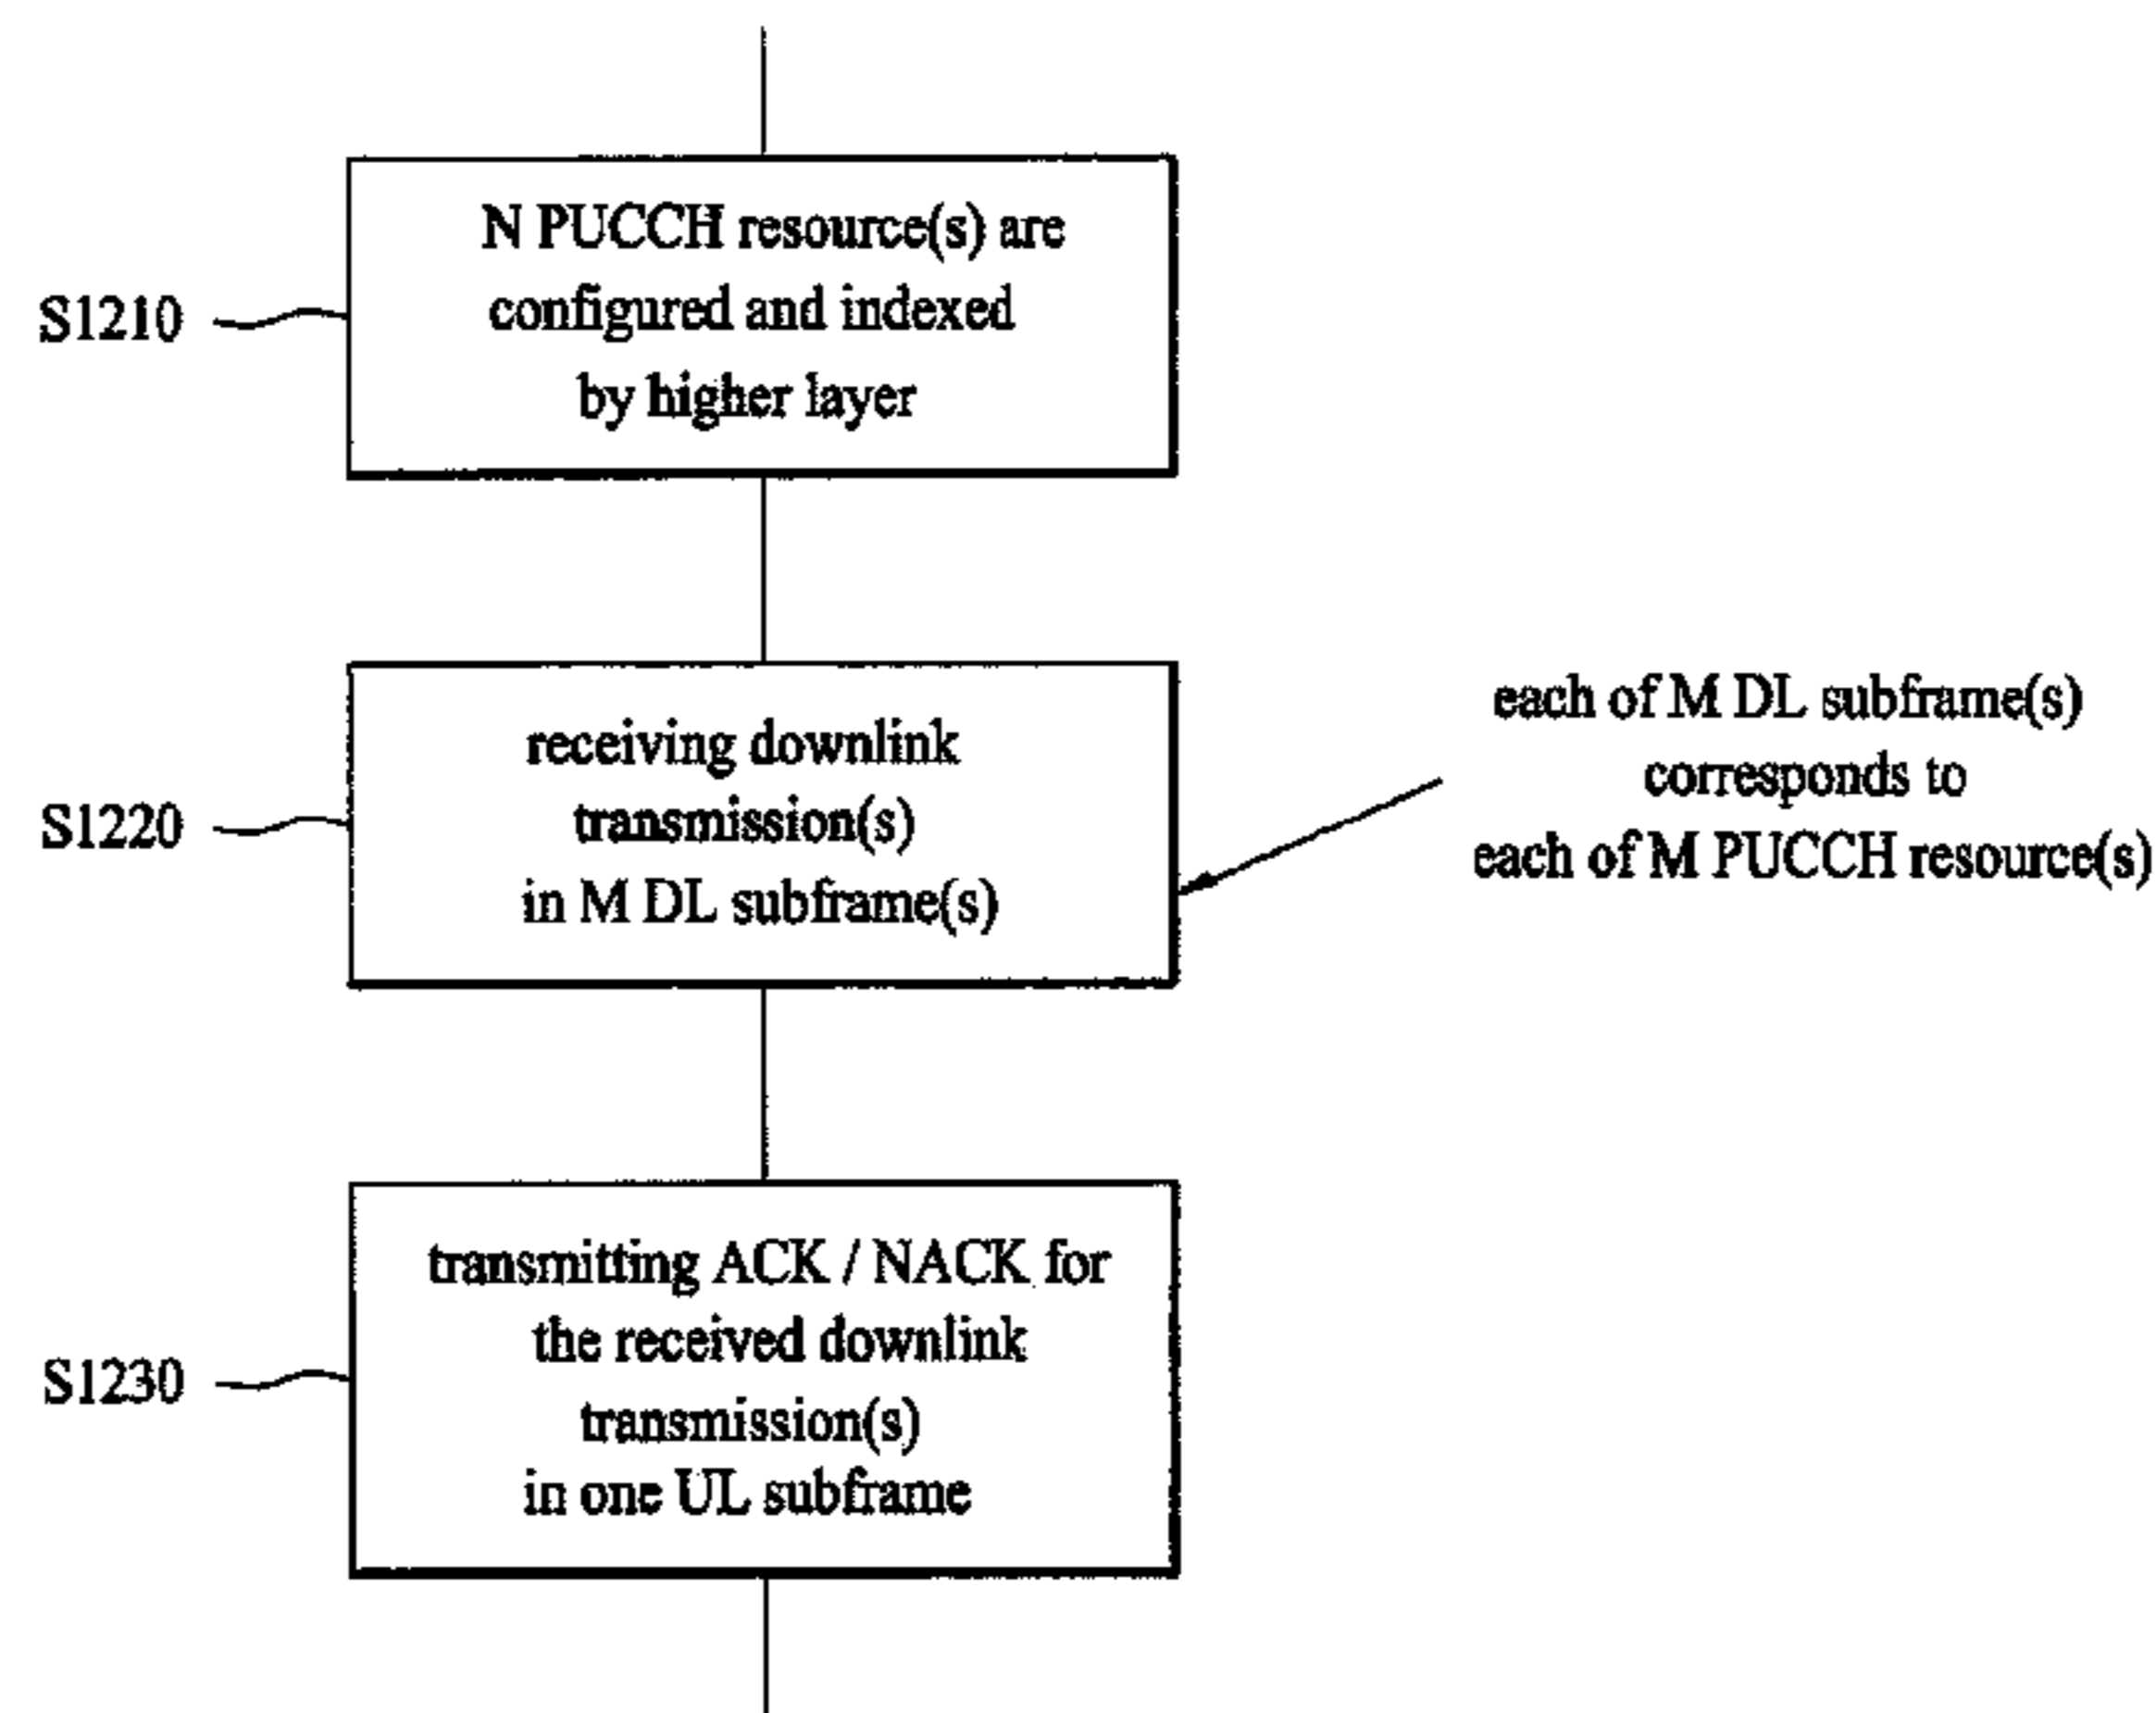 N PUCCH resource(s) are
configured and indexed
by higher layer
S1210
receiving downlink
transmission(s)
in M DL subframe(s)
S1220
each of M DL subframe(s)
corresponds to
each of M PUCCH resource(s)
transmitting ACK / NACK for
the received downlink
transmission(s)
in one UL subframe
S1230